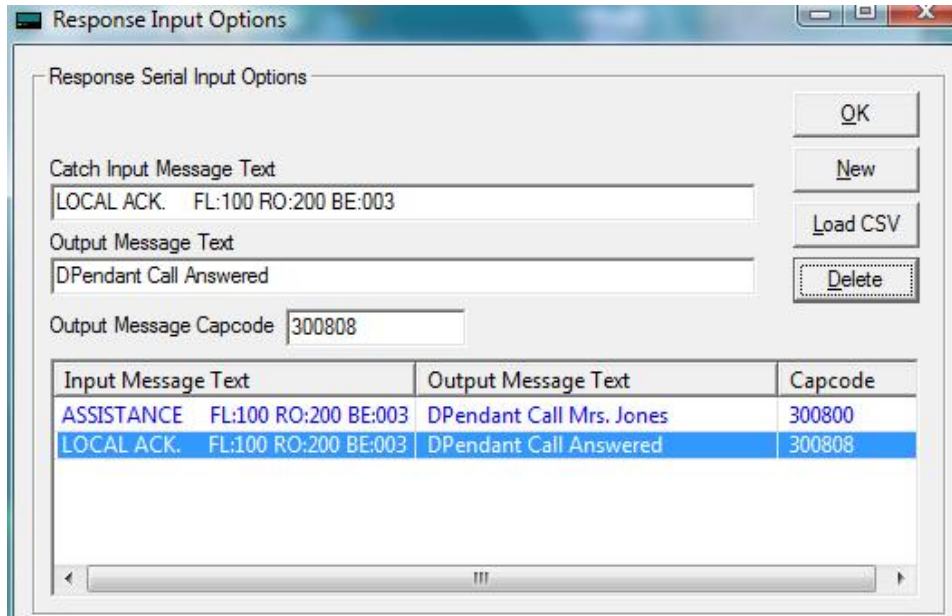 Response Input Options
Response Serial Input Options
OK
Catch Input Message Text
New
LOCAL ACK. FL:100 RO:200 BE:003
Load CSV
Output Message Text
DPendant Call Answered
Delete
Output Message Capcode 300808
Input Message Text Output Message Text Capcode
ASSISTANCE FL:100 RO:200 BE:003 DPendant Call Mrs. Jones 300800
LOCAL ACK. FL:100 RO:200 BE:003 DPendant Call Answered 300808